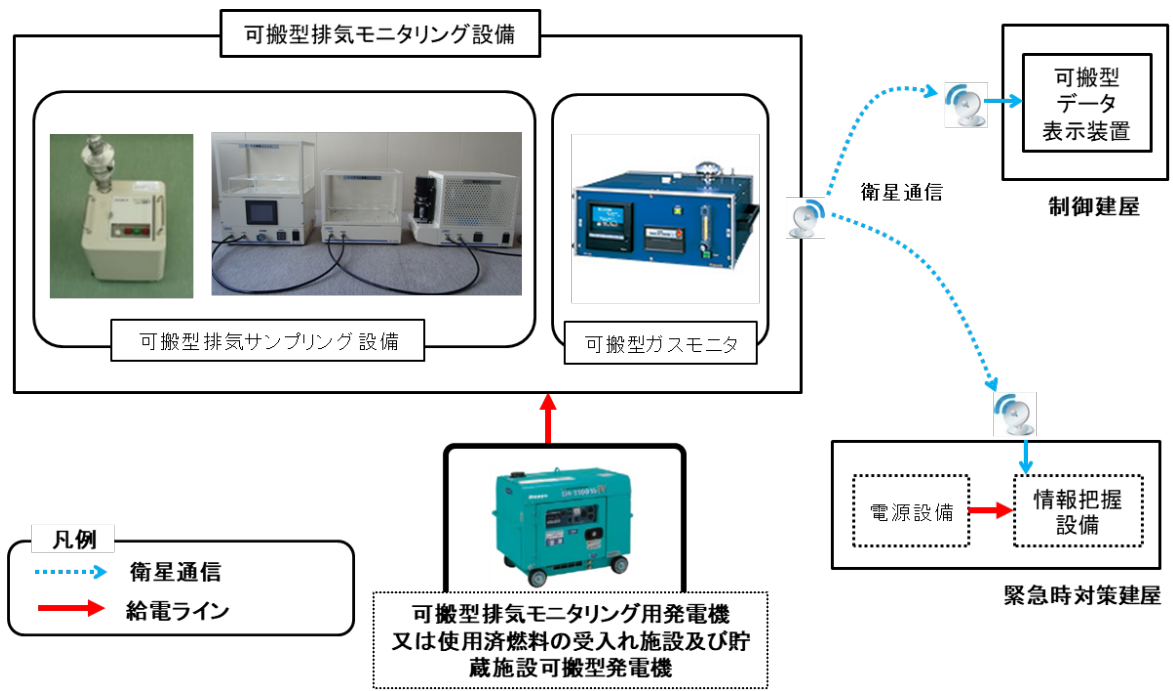 可搬型排気モニタリング設備
可搬型排気サンプリング設備
可搬型ガスモニタ
衛星通信
可搬型
データ
表示装置
制御建屋
電源設備
情報把握
設備
緊急時対策建屋
可搬型排気モニタリング用発電機
又は使用済燃料の受入れ施設及び貯
蔵施設可搬型発電機
凡例
衛星通信
給電ライン